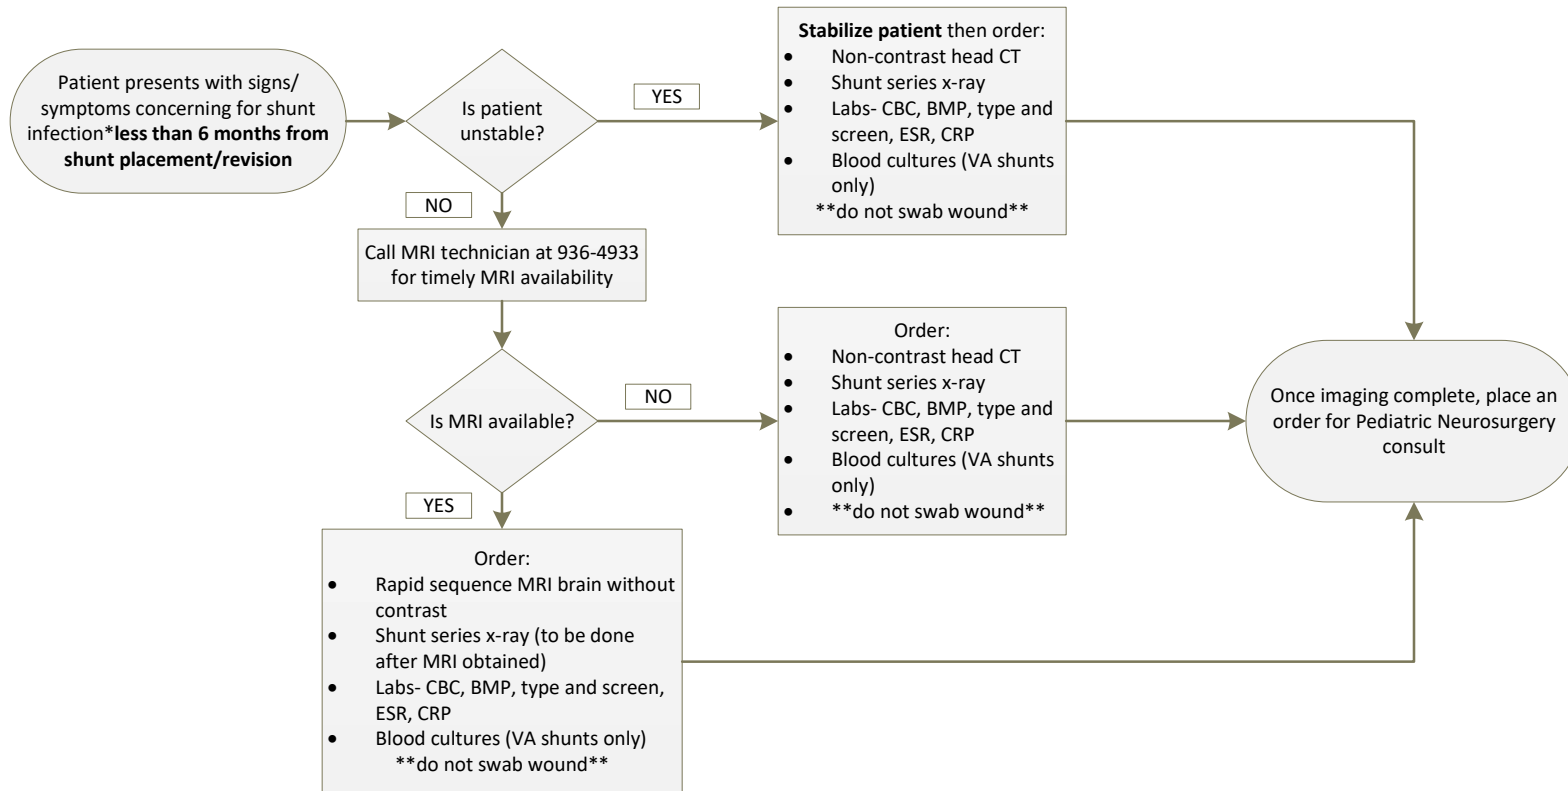 Patient presents with signs/
symptoms concerning for shunt
infection*less than 6 months from
shunt placement/revision
Is patient
unstable?
YES
Stabilize patient then order:
• Non-contrast head CT
• Shunt series x-ray
• Labs- CBC, BMP, type and
screen, ESR, CRP
• Blood cultures (VA shunts
only)
**do not swab wound**
NO
Call MRI technician at 936-4933
for timely MRI availability
Is MRI available?
NO
Order:
• Non-contrast head CT
• Shunt series x-ray
• Labs- CBC, BMP, type and
screen, ESR, CRP
• Blood cultures (VA shunts
only)
• **do not swab wound**
Once imaging complete, place an
order for Pediatric Neurosurgery
consult
YES
Order:
• Rapid sequence MRI brain without
contrast
• Shunt series x-ray (to be done
after MRI obtained)
• Labs- CBC, BMP, type and screen,
ESR, CRP
• Blood cultures (VA shunts only)
**do not swab wound**